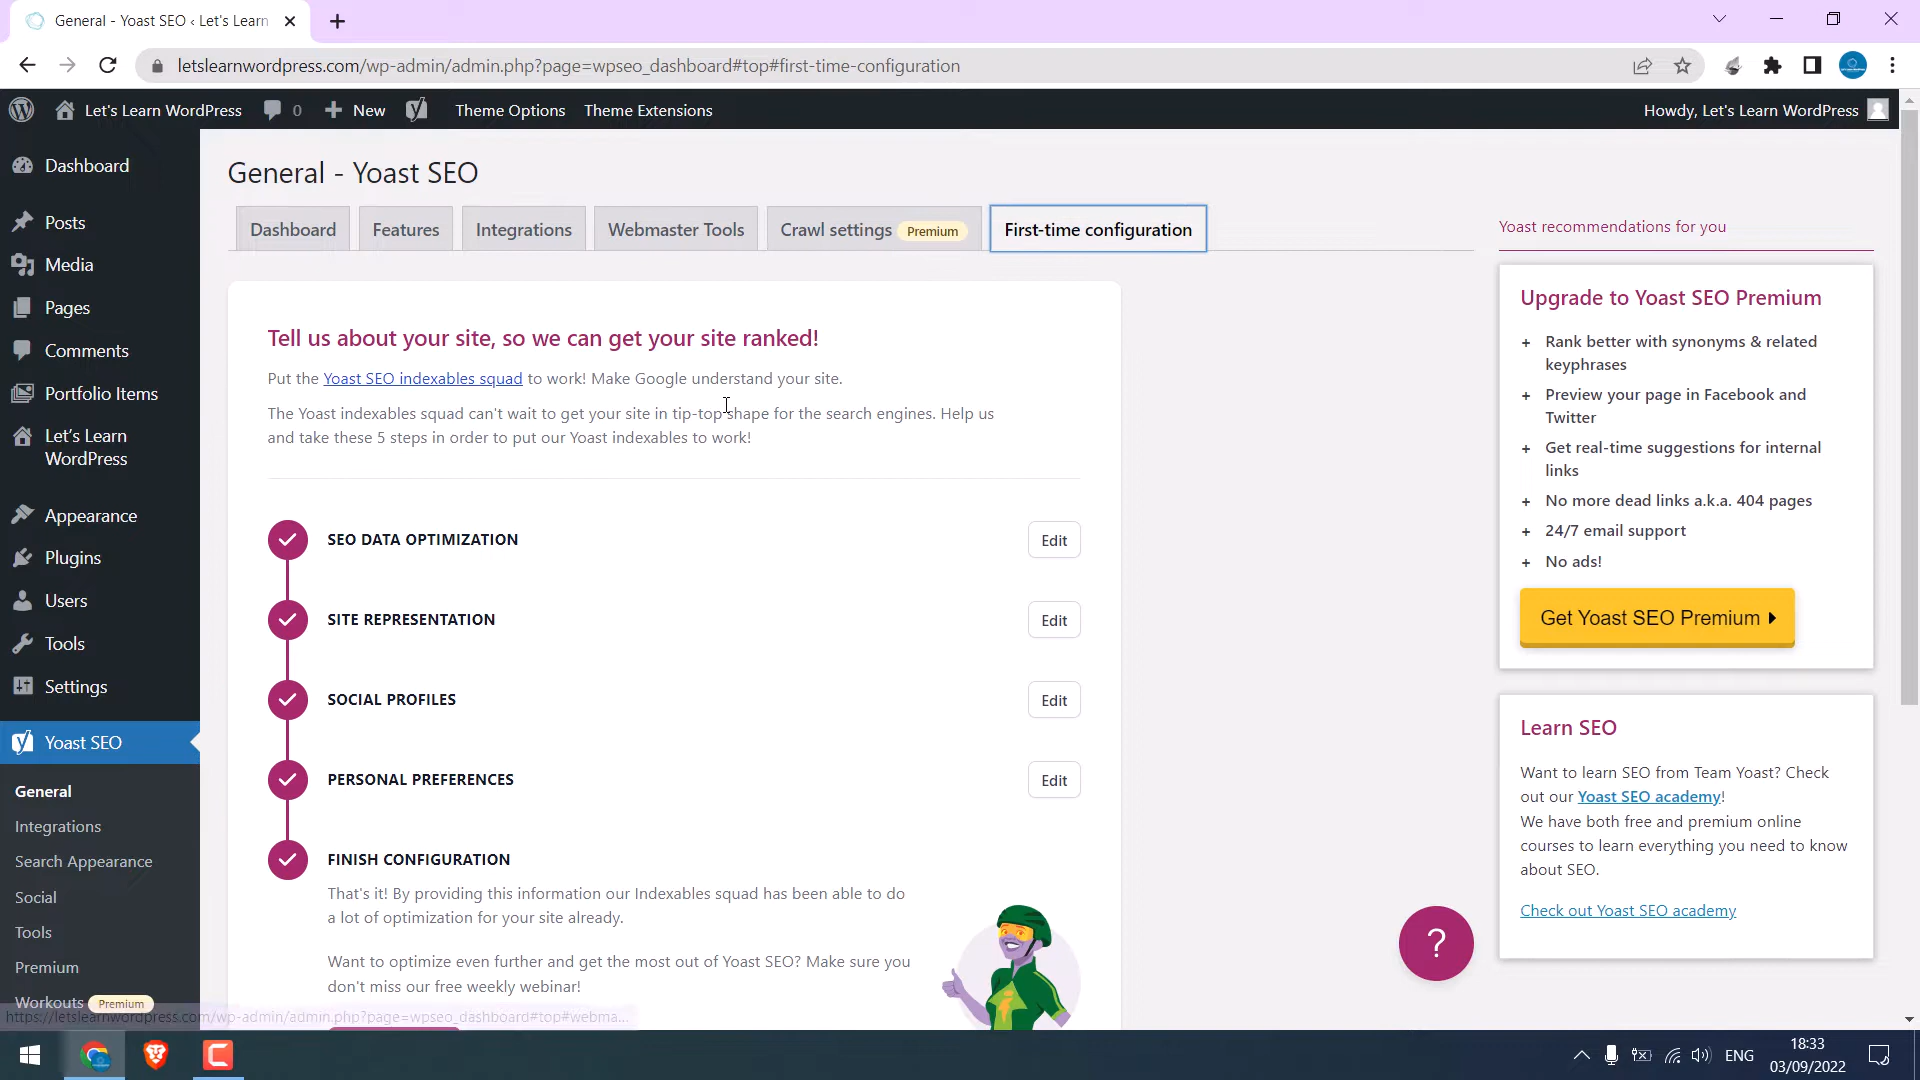 General - Yoast SEO ‹ Let's Learn
letslearnwordpress.com/wp-admin/admin.php?page=wpseo_dashboard#top#first-time-configuration
Let's Learn WordPress
0
New
Theme Options
Theme Extensions
Howdy, Let's Learn WordPress
Dashboard
Posts
Media
Pages
Comments
Portfolio Items
Let's Learn
WordPress
Appearance
Plugins
Users
Tools
Settings
Yoast SEO
General
Integrations
Search Appearance
Social
Tools
Premium
Workouts Premium
https://letslearnwordpress.com/wp-admin/admin.php?page=wpseo_dashboard#top#webma...
General - Yoast SEO
Dashboard
Features
Integrations
Webmaster Tools
Crawl settings Premium
First-time configuration
Tell us about your site, so we can get your site ranked!
Put the Yoast SEO indexables squad to work! Make Google understand your site.
The Yoast indexables squad can't wait to get your site in tip-top shape for the search engines. Help us
and take these 5 steps in order to put our Yoast indexables to work!
SEO DATA OPTIMIZATION
Edit
SITE REPRESENTATION
Edit
SOCIAL PROFILES
Edit
PERSONAL PREFERENCES
Edit
FINISH CONFIGURATION
That's it! By providing this information our Indexables squad has been able to do
a lot of optimization for your site already.
Want to optimize even further and get the most out of Yoast SEO? Make sure you
don't miss our free weekly webinar!
Yoast recommendations for you
Upgrade to Yoast SEO Premium
+ Rank better with synonyms & related
keyphrases
+ Preview your page in Facebook and
Twitter
+ Get real-time suggestions for internal
links
+ No more dead links a.k.a. 404 pages
+ 24/7 email support
+ No ads!
Get Yoast SEO Premium
Learn SEO
Want to learn SEO from Team Yoast? Check
out our Yoast SEO academy!
We have both free and premium online
courses to learn everything you need to know
about SEO.
Check out Yoast SEO academy
?
ENG
18:33
03/09/2022